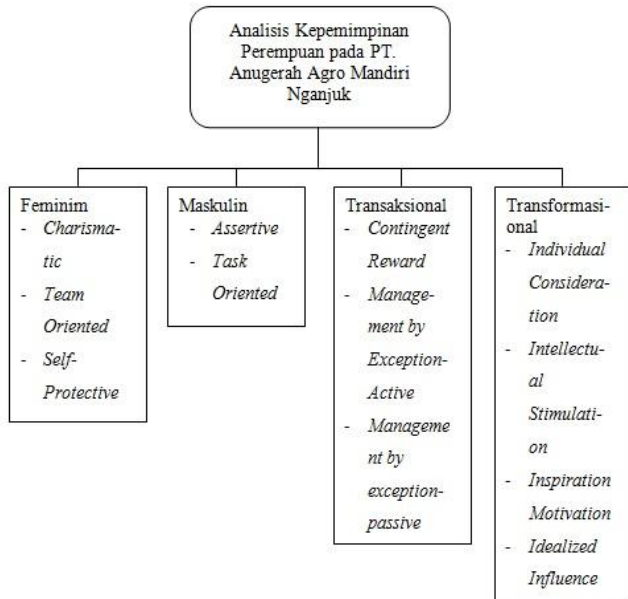 Analisis Kepemimpinan
Perempuan pada PT.
Anugerah Agro Mandiri
Nganjuk
Feminim
- Charisma-
tic
- Team
Oriented
- Self-
Protective
Maskulin
- Assertive
- Task
Oriented
Transaksional
- Contingent
Reward
- Manage-
ment by
Exception-
Active
- Manageme
nt by
exception-
passive
Transformasi-
onal
- Individual
Considera-
tion
- Intellectu-
al
Stimulati-
on
- Inspiration
Motivation
- Idealized
Influence